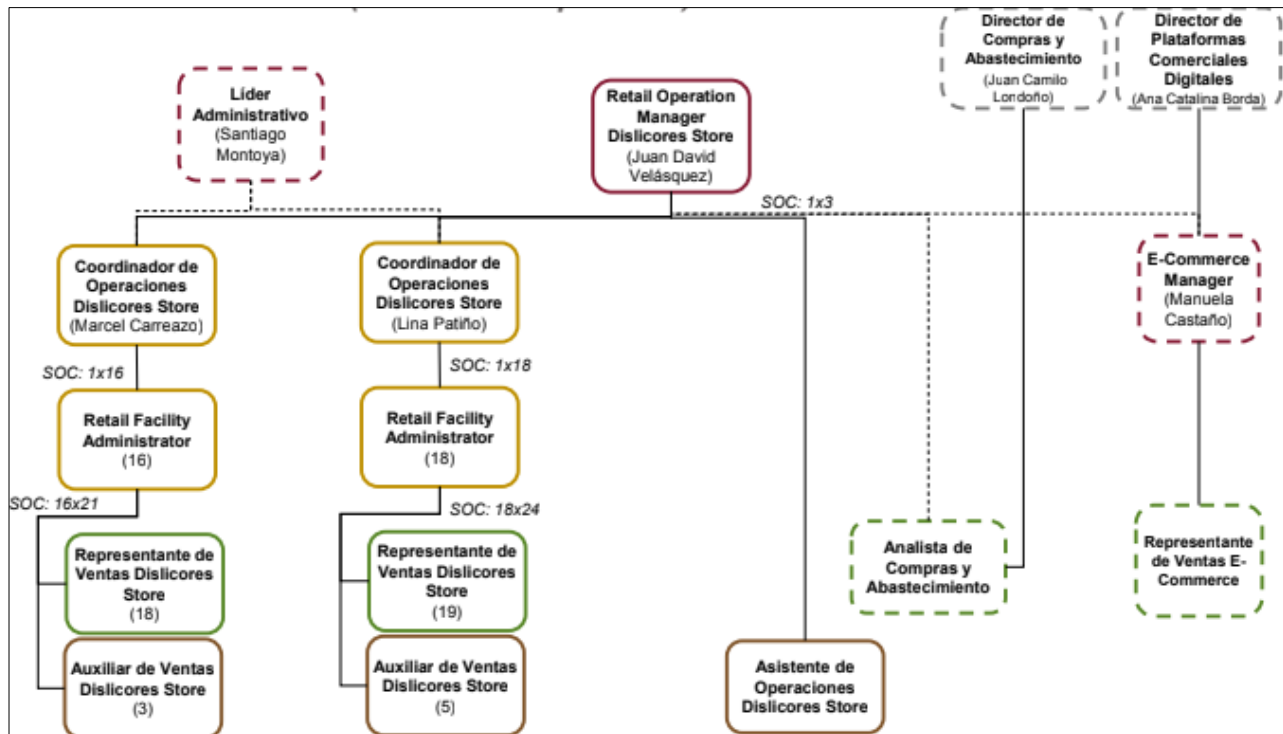 Director de
Compras y
Abastecimiento
(Juan Camilo
Londoño)
Director de
Plataformas
Comerciales
Digitales
(Ana Catalina Borda)
Líder
Administrativo
(Santiago
Montoya)
Retail Operation
Manager
Dislicores Store
(Juan David
Velásquez)
SOC: 1x3
Coordinador de
Operaciones
Dislicores Store
(Marcel Carreazo)
Coordinador de
Operaciones
Dislicores Store
(Lina Patiño)
E-Commerce
Manager
(Manuela
Castaño)
SOC: 1x16
SOC: 1x18
Retail Facility
Administrator
(16)
Retail Facility
Administrator
(18)
SOC: 16x21
SOC: 18x24
Representante de
Ventas Dislicores
Store
(18)
Representante de
Ventas Dislicores
Store
(19)
Analista de
Compras y
Abastecimiento
Representante
de Ventas E-
Commerce
Auxiliar de Ventas
Dislicores Store
(3)
Auxiliar de Ventas
Dislicores Store
(5)
Asistente de
Operaciones
Dislicores Store